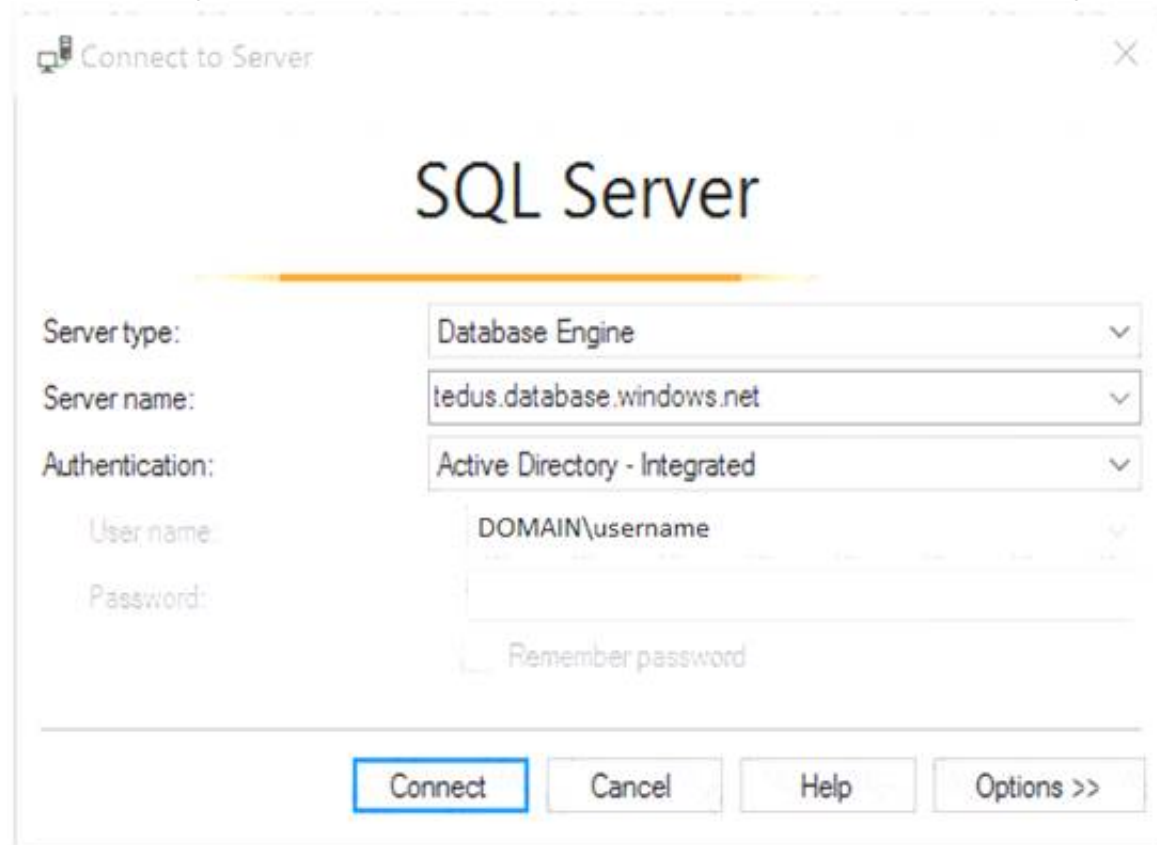 Connect to Server
SQL Server
Server type: Database Engine
Server name: tedus.database.windows.net
Authentication: Active Directory - Integrated
User name: DOMAIN\username
Password:
Remember password
Connect Cancel Help Options >>